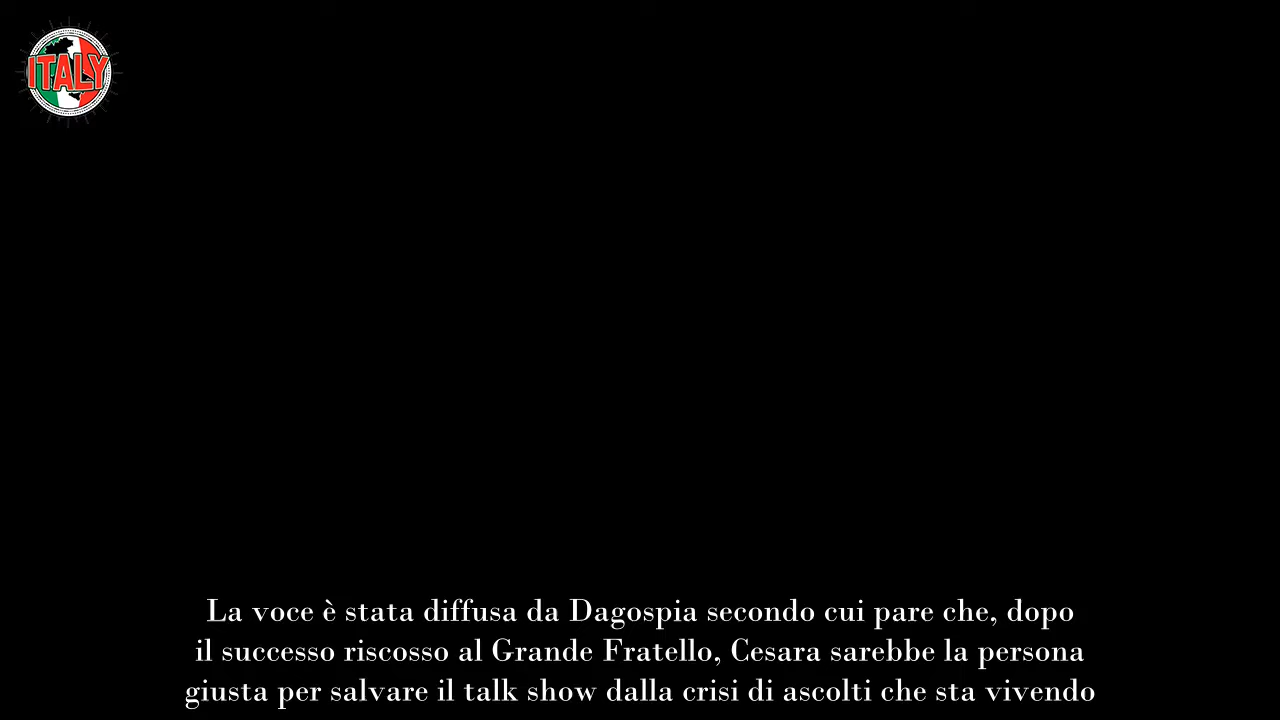 ITALY
La voce è stata diffusa da Dagospia secondo cui pare che, dopo
il successo riscosso al Grande Fratello, Cesara sarebbe la persona
giusta per salvare il talk show dalla crisi di ascolti che sta vivendo